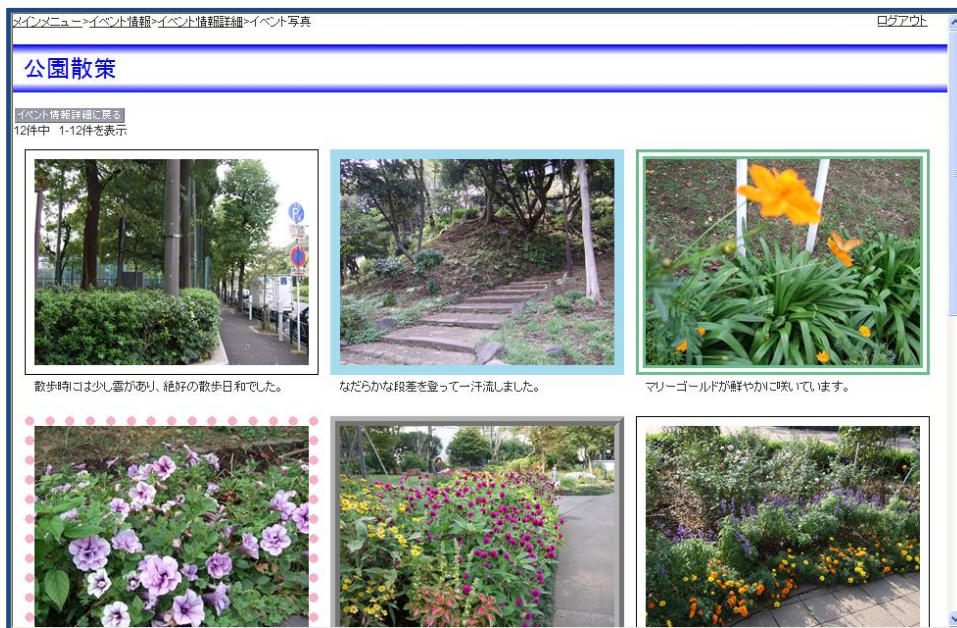 メインメニュー>イベント情報>イベント情報詳細>イベント写真
ログアウト
公園散策
イベント情報詳細に戻る
12件中 1-12件を表示
P
散歩時には少し雲があり、絶好の散歩日和でした。
なだらかな段差を登って一汗流しました。
マリーゴールドが鮮やかに咲いています。